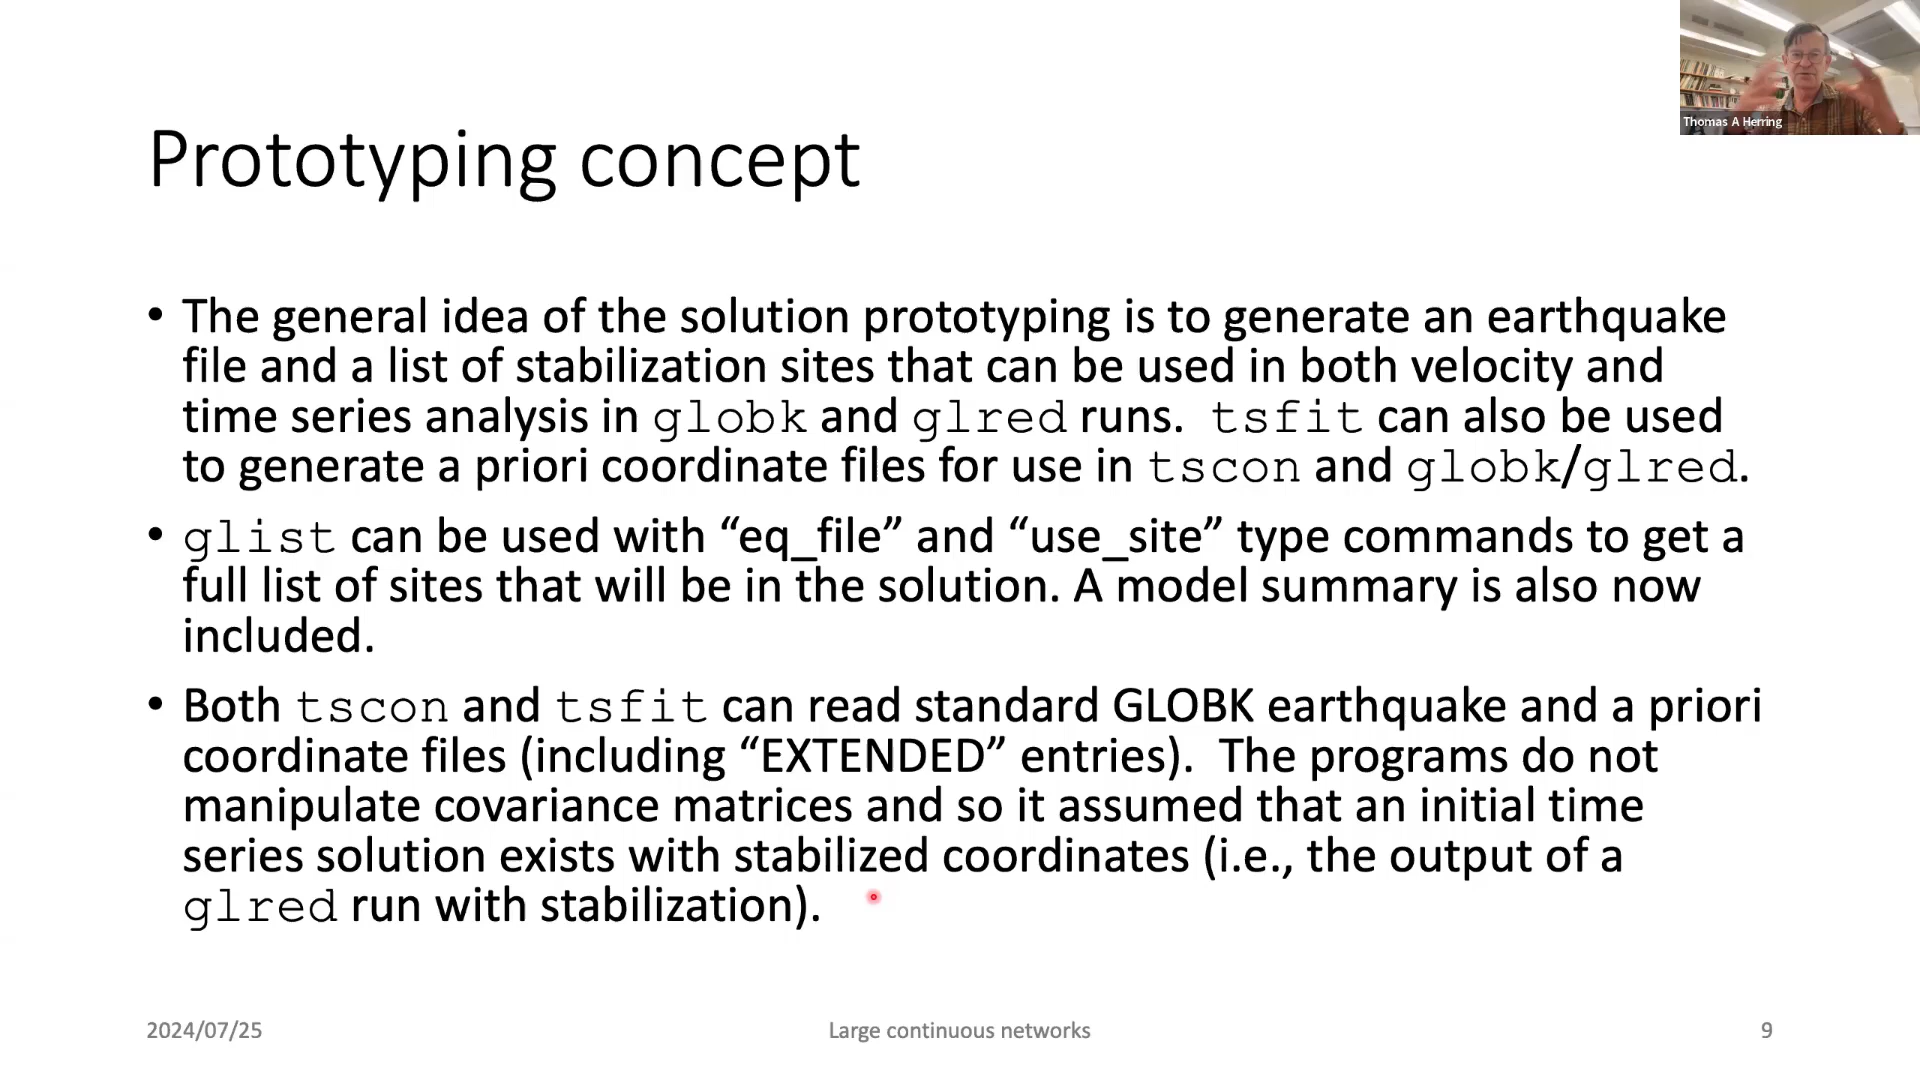 Thomas A Herring
Prototyping concept
• The general idea of the solution prototyping is to generate an earthquake
file and a list of stabilization sites that can be used in both velocity and
time series analysis in globk and glred runs.  tsfit can also be used
to generate a priori coordinate files for use in tscon and globk/glred.
• glist can be used with “eq_file” and “use_site” type commands to get a
full list of sites that will be in the solution. A model summary is also now
included.
• Both tscon and tsfit can read standard GLOBK earthquake and a priori
coordinate files (including “EXTENDED” entries).  The programs do not
manipulate covariance matrices and so it assumed that an initial time
series solution exists with stabilized coordinates (i.e., the output of a
glred run with stabilization).
2024/07/25
Large continuous networks
9